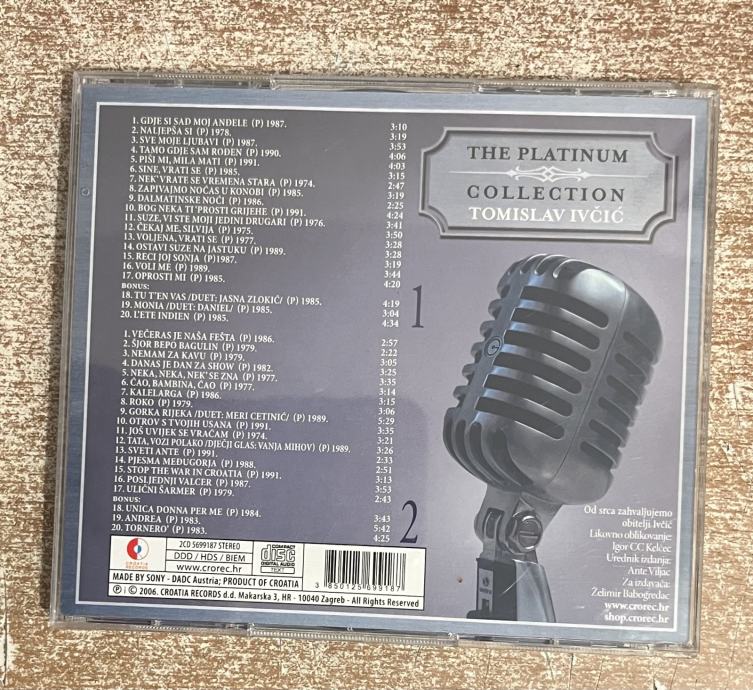 1. GDJE SI SAD MOJ ANĐELE (P) 1987. 3:10
2. NALJEPŠA SI (P) 1978. 3:19
3. SVE MOJE LJUBAVI (P) 1987. 3:53
4. TAMO GDJE SAM ROĐEN (P) 1990. 4:06
5. PIŠI MI, MILA MATI (P) 1991. 4:03
6. SINE, VRATI SE (P) 1985. 3:15
7. NEK' VRATE SE VREMENA STARA (P) 1974. 2:47
8. ZAPIVAJMO NOĆAS U KONOBI (P) 1985. 3:19
9. DALMATINSKE NOĆI (P) 1986. 2:25
10. BOG NEKA TI PROSTI GRIJEHE (P) 1991. 4:24
11. SUZE, VI STE MOJI JEDINI DRUGARI (P) 1976. 3:41
12. ČEKAJ ME, SILVIJA (P) 1975. 3:50
13. VOLJENA, VRATI SE (P) 1977. 3:28
14. OSTAVI SUZE NA JASTUKU (P) 1989. 3:28
15. RECI JOJ SONJA (P)1987. 3:19
16. VOLI ME (P) 1989. 3:44
17. OPROSTI MI (P) 1985. 4:20
BONUS:
18. TU T'EN VAS /DUET: JASNA ZLOKIČ/ (P) 1985. 4:19
19. MONIA /DUET: DANIEL/ (P) 1985. 3:04
20. L'ETE INDIEN (P) 1985. 4:34
1
1. VEČERAS JE NAŠA FEŠTA (P) 1986. 2:57
2. ŠJOR BEPO BAGULIN (P) 1979. 2:22
3. NEMAM ZA KAVU (P) 1979. 3:05
4. DANAS JE DAN ZA SHOW (P) 1982. 3:25
5. NEKA, NEKA, NEK' SE ZNA (P) 1977. 3:35
6. ĆAO, BAMBINA, ĆAO (P) 1977. 3:14
7. KALELARGA (P) 1986. 3:15
8. ROKO (P) 1979. 3:06
9. GORKA RIJEKA /DUET: MERI CETINIĆ/ (P) 1989. 5:29
10. OTROV S TVOJIH USANA (P) 1991. 3:35
11. JOŠ UVIJEK SE VRAĆAM (P) 1974. 3:21
12. TATA, VOZI POLAKO /DJEČJI GLAS: VANJA MIHOV) (P) 1989. 3:26
13. SVETI ANTE (P) 1991. 2:33
14. PJESMA MEĐUGORJA (P) 1988. 2:51
15. STOP THE WAR IN CROATIA (P) 1991. 3:13
16. POSLJEDNJI VALCER (P) 1987. 3:53
17. ULIČNI ŠARMER (P) 1979. 2:43
BONUS:
18. UNICA DONNA PER ME (P) 1984. 3:43
19. ANDREA (P) 1983. 5:42
20. TORNERO' (P) 1983. 4:25
2
THE PLATINUM
COLLECTION
TOMISLAV IVČIĆ
Od srca zahvaljujemo
obitelji Ivčić
Likovno oblikovanje:
Igor CC Kelčec
Urednik izdanja:
Ante Viljac
Za izdavača:
Želimir Babogredac
www.crorec.hr
shop.crorec.hr
CROATIA
RECORDS
2CD 5699187 STEREO
DDD / HDS / BIEM
www.crorec.hr
COMPACT
disc
DIGITAL AUDIO
TEXT
3 850125 699187
MADE BY SONY - DADC Austria; PRODUCT OF CROATIA
Ⓟ i © 2006. CROATIA RECORDS d.d. Makarska 3, HR - 10040 Zagreb - All Rights Reserved